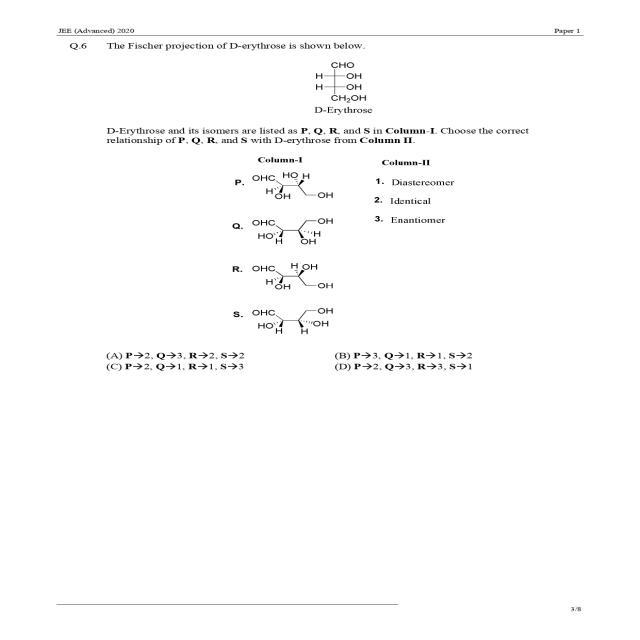 JEE (Advanced) 2020 Paper 1
Q.6 The Fischer projection of D-erythrose is shown below.
CHO
H OH
H OH
CH₂OH
D-Erythrose
D-Erythrose and its isomers are listed as P, Q, R, and S in Column-I. Choose the correct
relationship of P, Q, R, and S with D-erythrose from Column II.
Column-I Column-II
P. OHC HO H
H OH OH
1. Diastereomer
2. Identical
Q. OHC OH
HO H OH H
3. Enantiomer
R. OHC H OH
H OH OH
S. OHC OH
HO H H OH
(A) P→2, Q→3, R→2, S→2 (B) P→3, Q→1, R→1, S→2
(C) P→2, Q→1, R→1, S→3 (D) P→2, Q→3, R→3, S→1
3/8